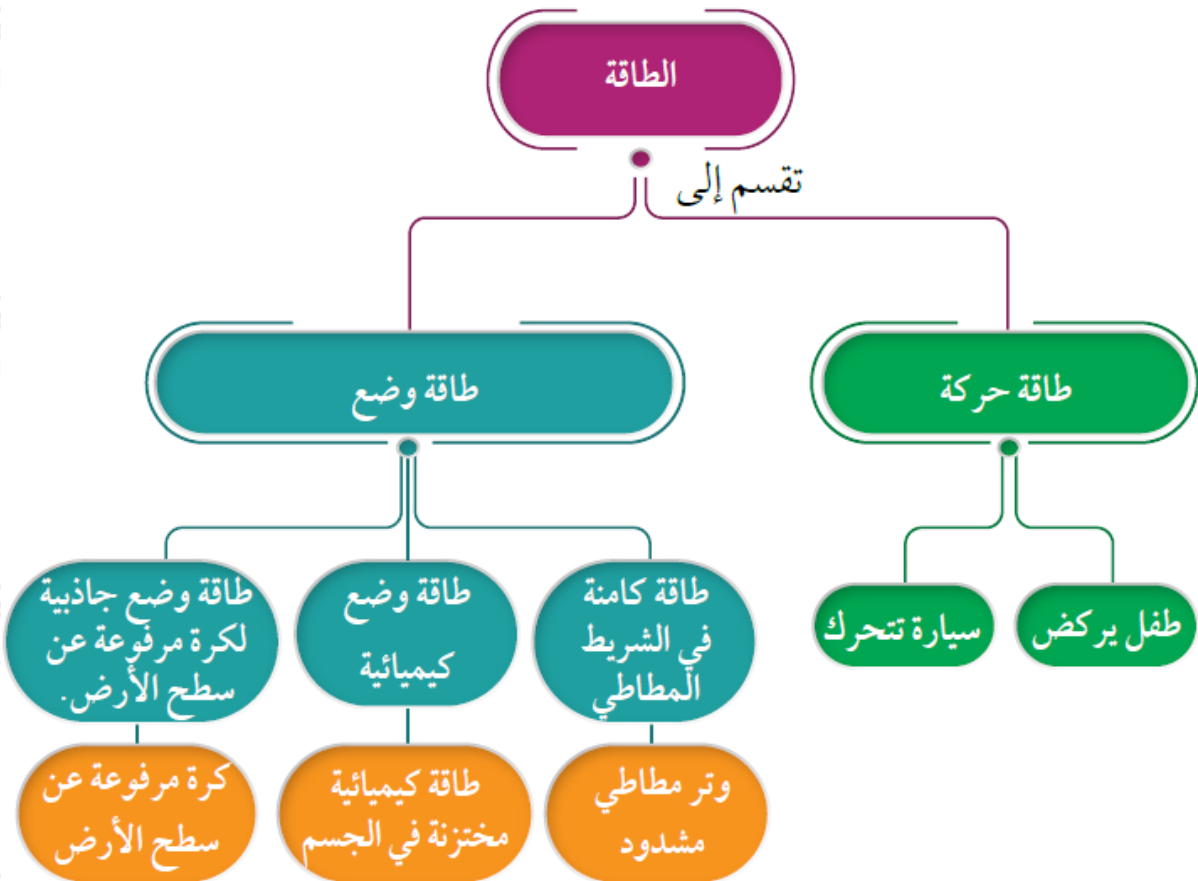 الطاقة
تقسم إلى
طاقة حركة
طاقة وضع
طفل يركض
سيارة تتحرك
طاقة كامنة
في الشريط
المطاطي
طاقة وضع
كيميائية
طاقة وضع جاذبية
لكرة مرفوعة عن
سطح الأرض.
وتر مطاطي
مشدود
طاقة كيميائية
مختزنة في الجسم
كرة مرفوعة عن
سطح الأرض